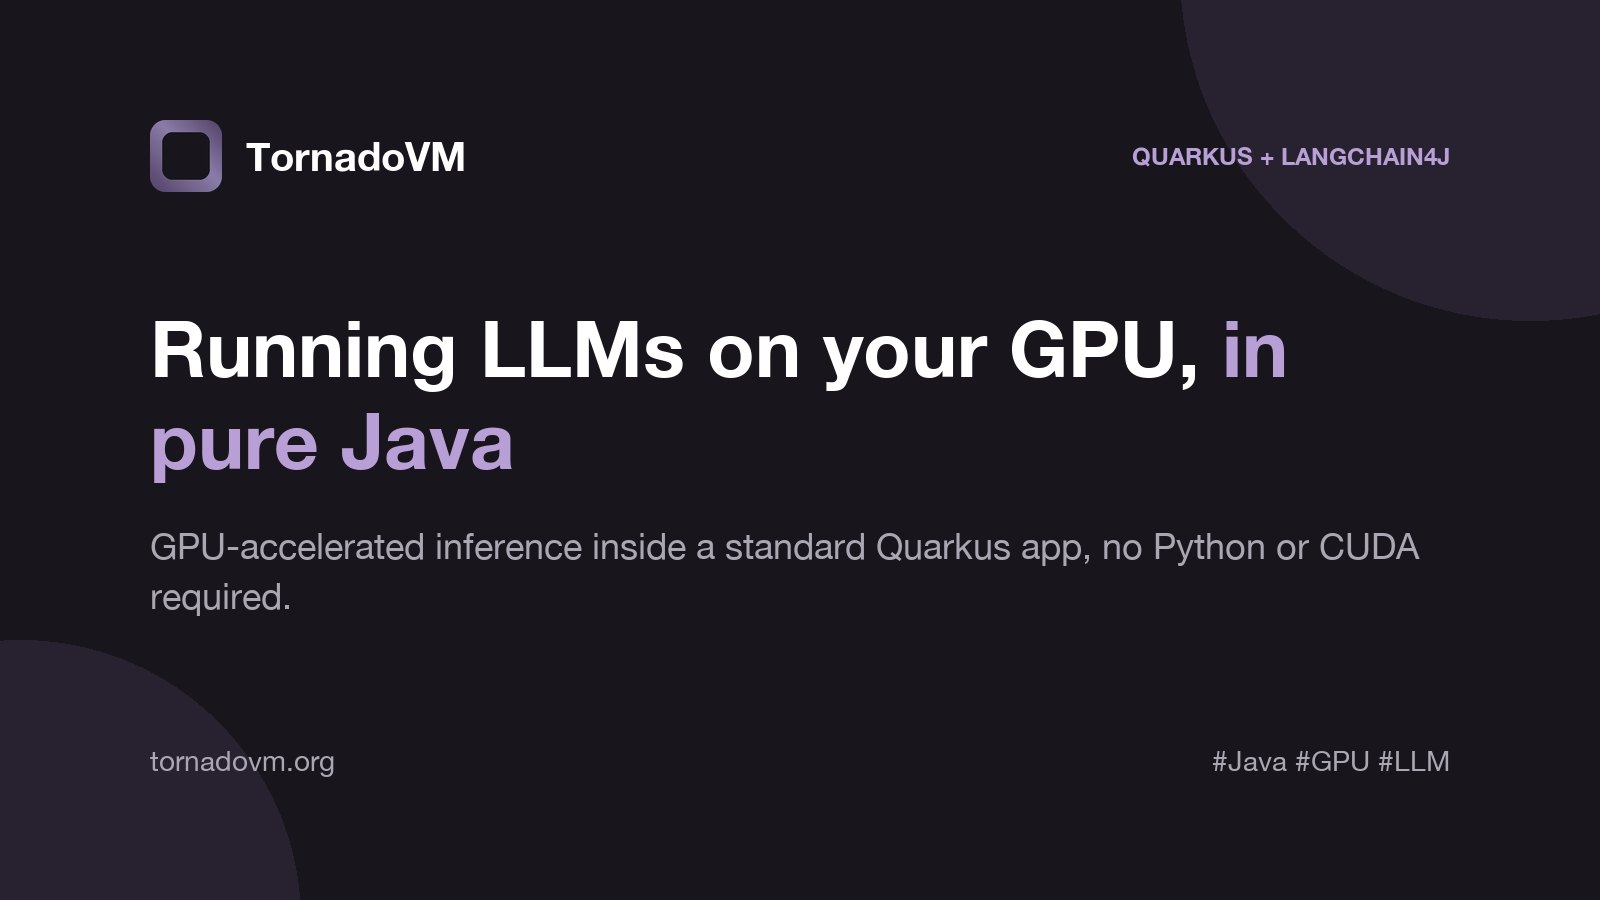 TornadoVM
QUARKUS + LANGCHAIN4J
Running LLMs on your GPU, in
pure Java
GPU-accelerated inference inside a standard Quarkus app, no Python or CUDA
required.
tornadovm.org
#Java #GPU #LLM